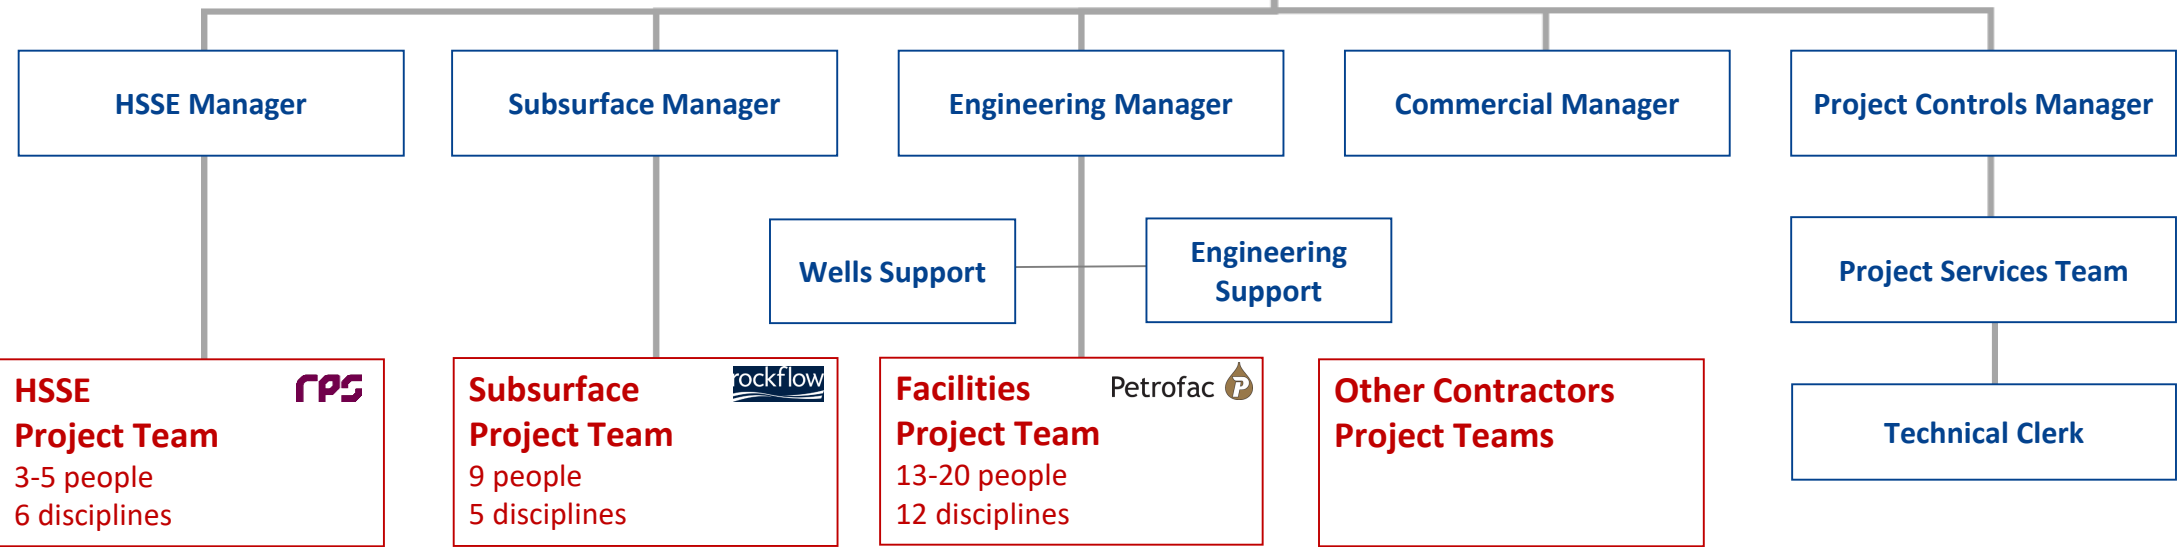 HSSE Manager
Subsurface Manager
Engineering Manager
Commercial Manager
Project Controls Manager
Wells Support
Engineering
Support
Project Services Team
HSSE
Project Team
3-5 people
6 disciplines
rps
Subsurface
Project Team
9 people
5 disciplines
rockflow
Facilities
Project Team
13-20 people
12 disciplines
Petrofac
Other Contractors
Project Teams
Technical Clerk